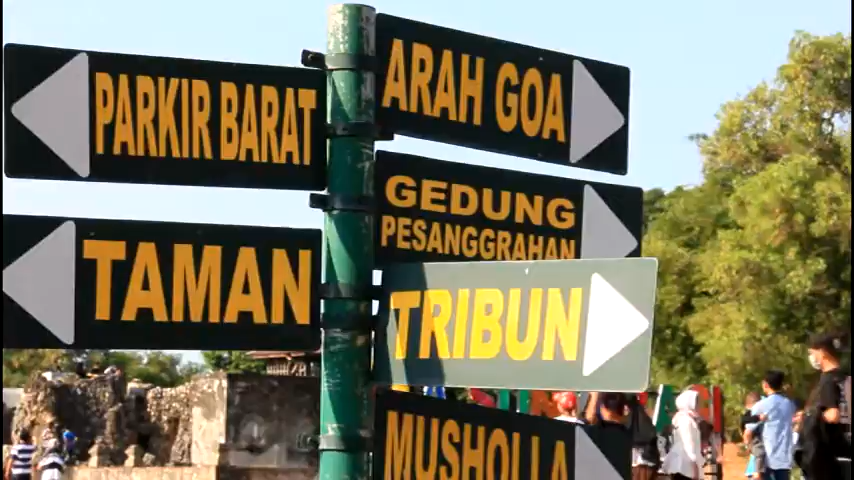 PARKIR BARAT
TAMAN
ARAH GOA
GEDUNG
PESANGGRAHAN
TRIBUN
MUSHOLLA